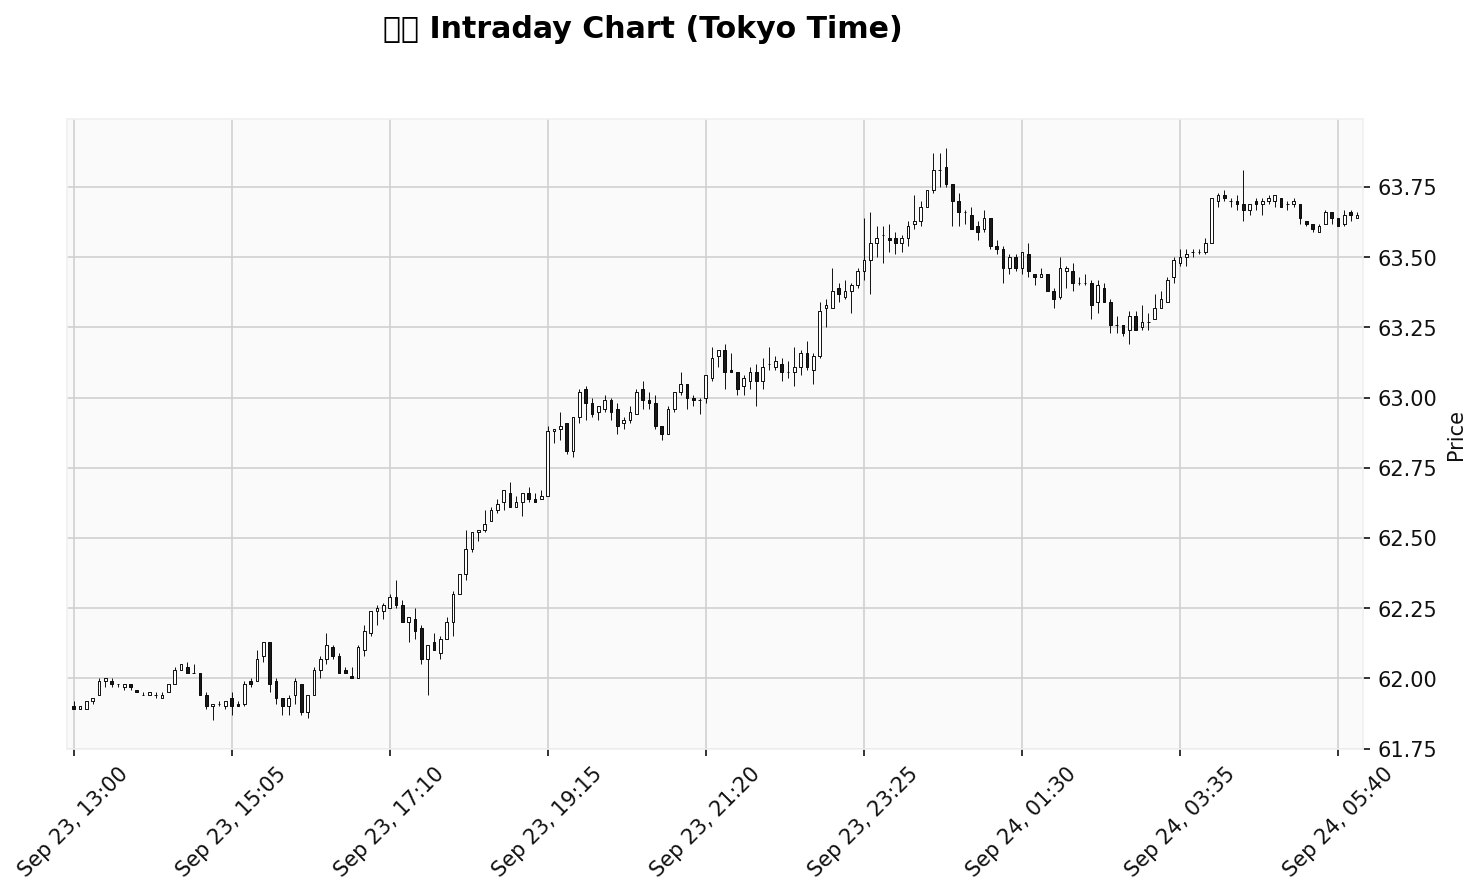 Intraday Chart (Tokyo Time)
63.75
63.50
63.25
63.00
62.75
62.50
62.25
62.00
61.75
Price
Sep 23, 13:00
Sep 23, 15:05
Sep 23, 17:10
Sep 23, 19:15
Sep 23, 21:20
Sep 23, 23:25
Sep 24, 01:30
Sep 24, 03:35
Sep 24, 05:40